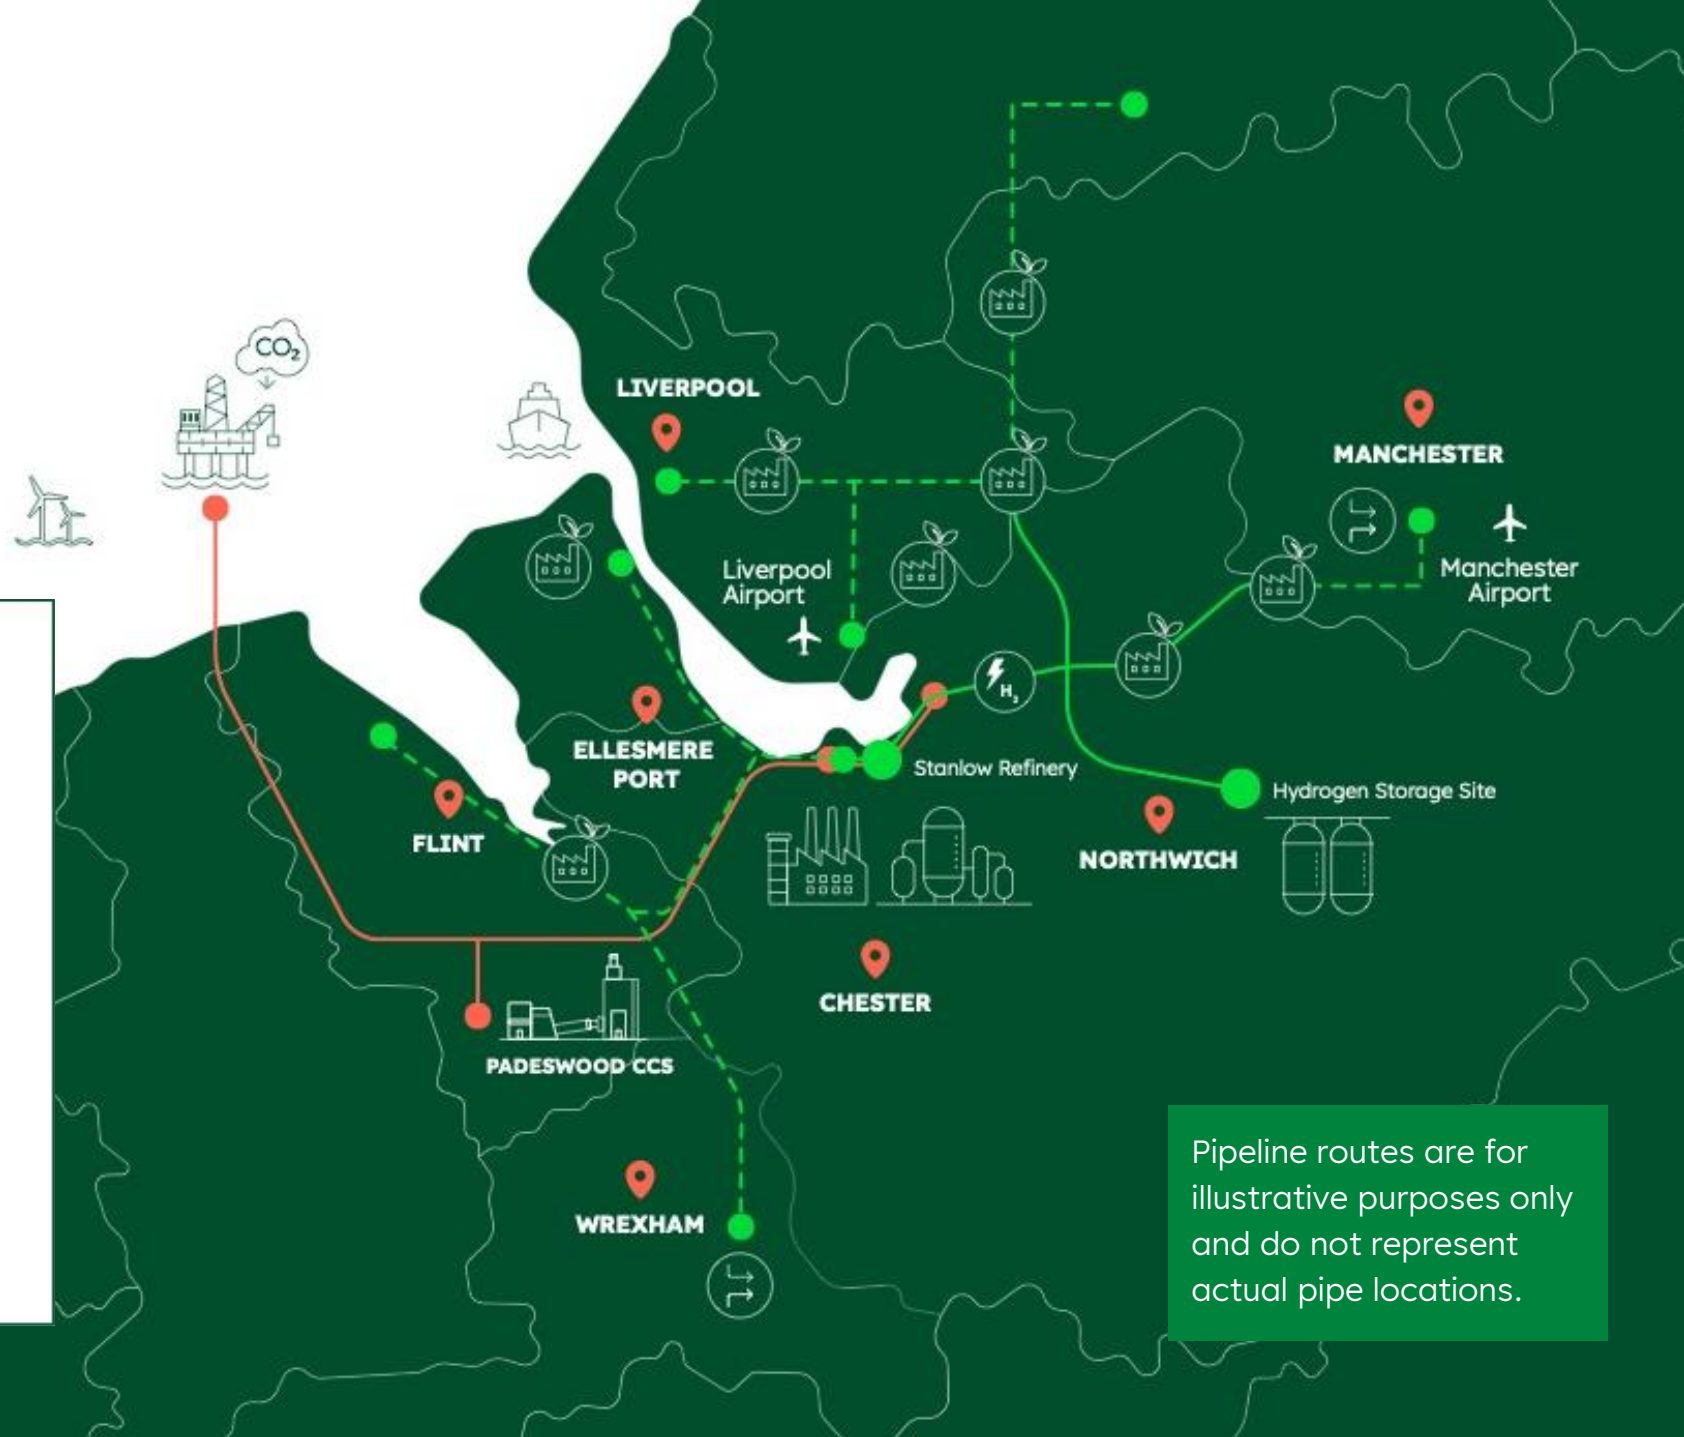 CO₂
LIVERPOOL
MANCHESTER
Liverpool
Airport
Manchester
Airport
H₂
ELLESMERE
PORT
Stanlow Refinery
Hydrogen Storage Site
FLINT
NORTHWICH
CHESTER
PADESWOOD CCS
WREXHAM
Pipeline routes are for
illustrative purposes only
and do not represent
actual pipe locations.